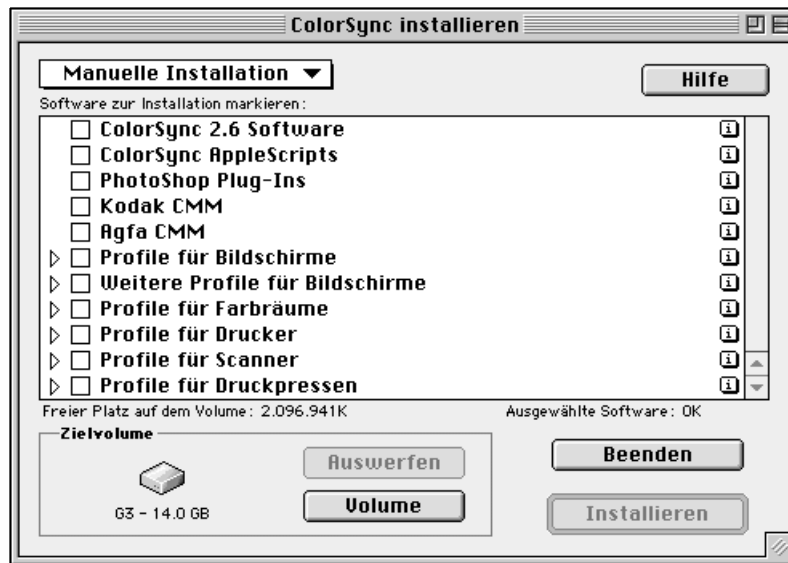 ColorSync installieren
Manuelle Installation
Hilfe
Software zur Installation markieren:
ColorSync 2.6 Software
ColorSync AppleScripts
PhotoShop Plug-Ins
Kodak CMM
Agfa CMM
Profile für Bildschirme
Weitere Profile für Bildschirme
Profile für Farbräume
Profile für Drucker
Profile für Scanner
Profile für Druckpressen
Freier Platz auf dem Volume: 2.096.941K
Ausgewählte Software: 0K
Zielvolume
Auswerfen
Beenden
G3 - 14.0 GB
Volume
Installieren